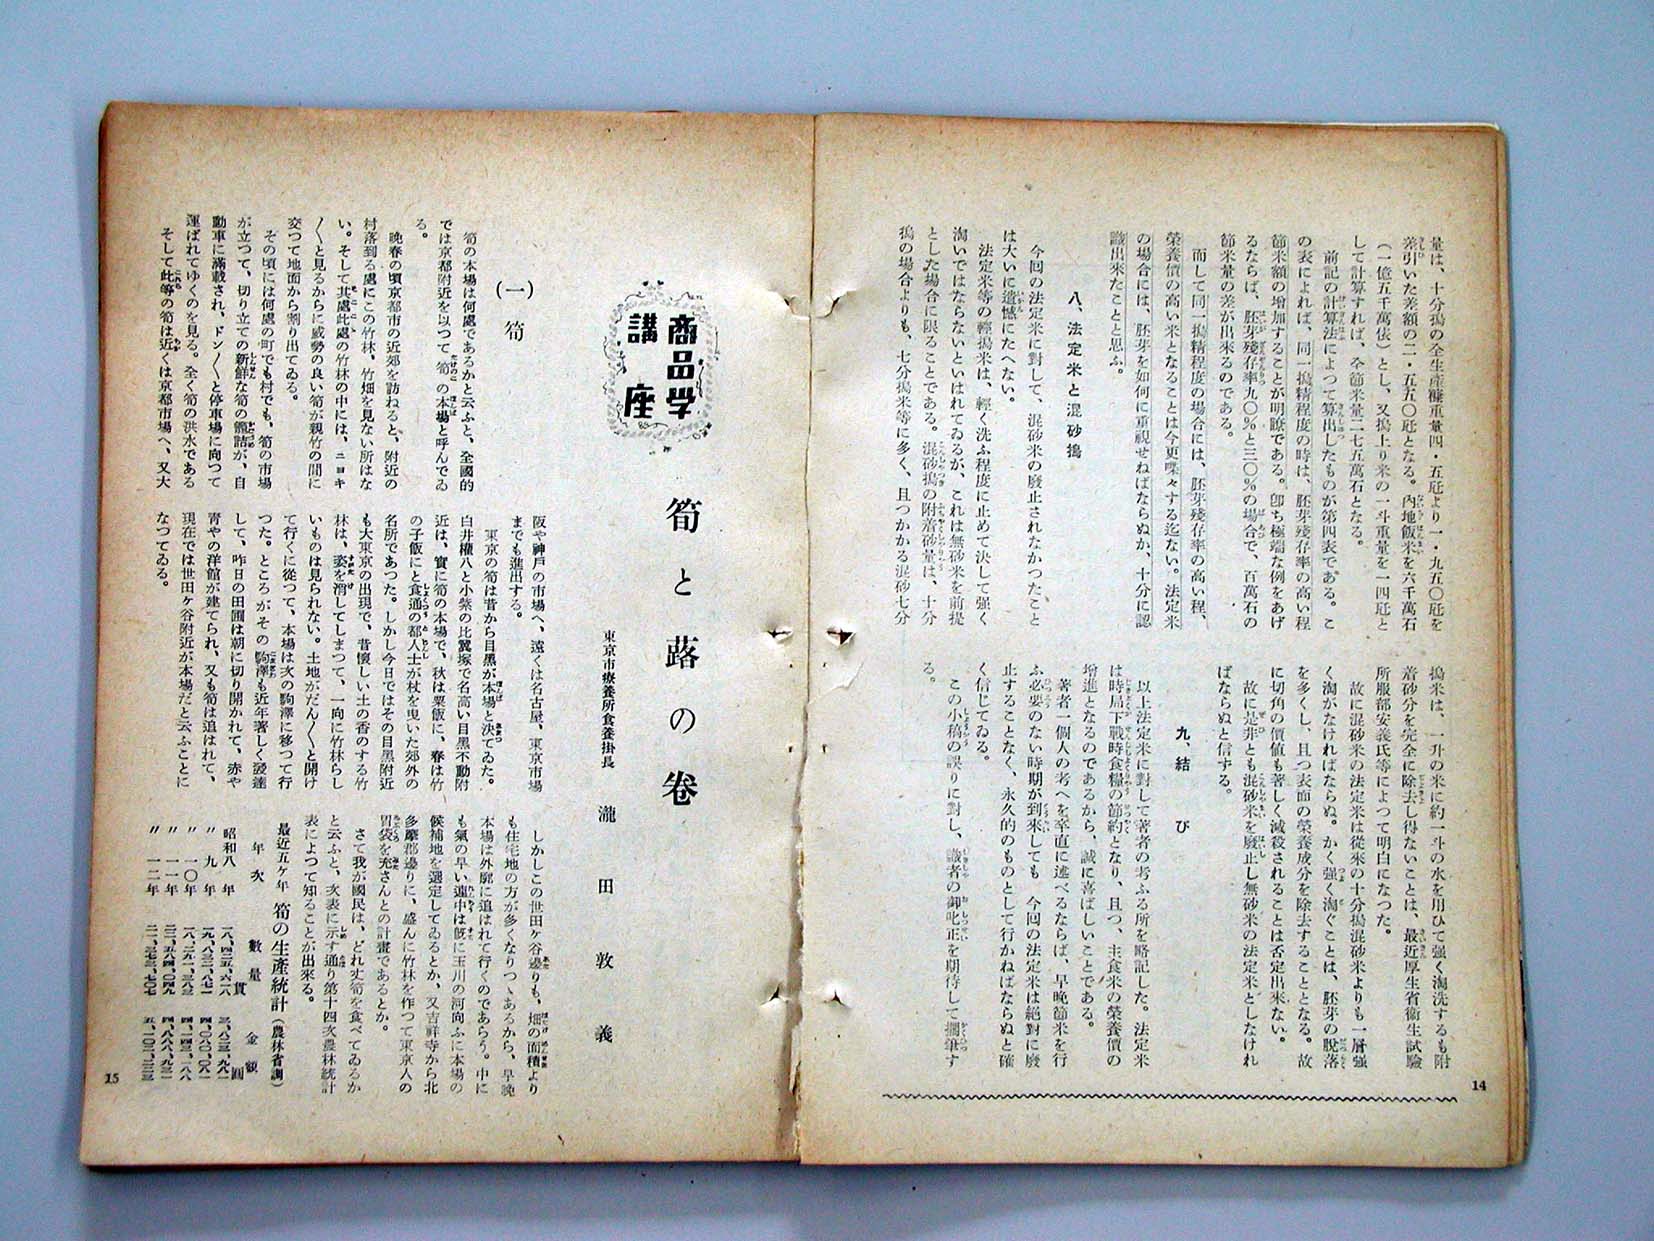 量は、十分搗の全生産糠重量四・五瓩より一・九五〇瓩を
差引いた差額の二・五五〇瓩となる。內地飯米を六千萬石
(一億五千萬俵)とし、又搗上り米の一斗重量を一四瓩と
して計算すれば、全節米量二七五萬石となる。
前記の計算法によつて算出したものが第四表である。こ
の表によれば、同一搗精程度の時は、胚芽殘存率の高い程
節米額の增加することが明瞭である。卽ち極端な例をあげ
るならば、胚芽殘存率九〇%と三〇%の場合で、百萬石の
節米量の差が出來るのである。
而して同一搗精程度の場合には、胚芽殘存率の高い程、
榮養價の高い米となることは今更喋々する迄ない。法定米
の場合には、胚芽を如何に重視せねばならぬか、十分に認
識出來たことと思ふ。
八、法定米と混砂搗
今回の法定米に對して、混砂米の廢止されなかつたこと
は大いに遺憾にたへない。
法定米等の輕搗米は、輕く洗ふ程度に止めて決して强く
淘いではならないといはれてゐるが、これは無砂米を前提
とした場合に限ることである。混砂搗の附着砂量は、十分
搗の場合よりも、七分搗米等に多く、且つかかる混砂七分
搗米は、一升の米に約一斗の水を用ひて强く淘洗するも附
着砂分を完全に除去し得ないことは、最近厚生省衞生試驗
所服部安義氏等によつて明白になつた。
故に混砂米の法定米は從來の十分搗混砂米よりも一層强
く淘がなければならぬ。かく强く淘ぐことは、胚芽の脫落
を多くし、且つ表面の榮養成分を除去することとなる。故
に切角の價値も著しく減殺されることは否定出來ない。
故に是非とも混砂米を廢止し無砂米の法定米としなけれ
ばならぬと信する。
九、結び
以上法定米に對して著者の考ふる所を略記した。法定米
は時局下戰時食糧の節約となり、且つ、主食米の榮養價の
增進となるのであるから、誠に喜ばしいことである。
著者一個人の考へを卒直に述べるならば、早晚節米を行
ふ必要のない時期が到來しても、今回の法定米は絕對に廢
止することなく、永久的のものとして行かねばならぬと確
く信じてゐる。
この小稿の誤りに對し、識者の御叱正を期待して擱筆す
る。
14
商品学
講座
筍と蕗の卷
東京市療養所食養掛長 瀧田敦義
(一) 筍
筍の本場は何處であるかと云ふと、全國的
では京都附近を以つて筍の本場と呼んでゐ
る。
晚春の頃京都市の近郊を訪ねると、附近の
村落到る處にこの竹林、竹畑を見ない所はな
い。そして其處此處の竹林の中には、ニヨキ
〱と見るからに威勢の良い筍が親竹の間に
交つて地面から割り出てゐる。
その頃には何處の町でも村でも、筍の市場
が立つて、切り立ての新鮮な筍の籠詰が、自
動車に滿載され、ドン〱と停車場に向つて
運ばれてゆくのを見る。全く筍の洪水である
そして此等の筍は近くは京都市場へ、又大
阪や神戶の市場へ、遠くは名古屋、東京市場
までも進出する。
東京の筍は昔から目黑が本場と決てゐた。
白井權八と小紫の比翼塚で名高い目黑不動附
近は、實に筍の本場で、秋は栗飯に、春は竹
の子飯にと食通の都人士が杖を曳いた郊外の
名所であつた。しかし今日ではその目黑附近
も大東京の出現で、昔懷しい土の香のする竹
林は、姿を消してしまつて、一向に竹林らし
いものは見られない。土地がだん〱と開け
て行くに從つて、本場は次の駒澤に移つて行
つた。ところがその駒澤も近年著しく發達
して、昨日の田圃は朝に切り開かれて、赤や
靑やの洋館が建てられ、又も筍は追はれて、
現在では世田ヶ谷附近が本場だと云ふことに
なつてゐる。
しかしこの世田ヶ谷邊りも、畑の面積より
も住宅地の方が多くなりつゝあるから、早晚
本場は外廓に追はれて行くのであらう。中に
も氣の早い連中は旣に玉川の河向ふに本場の
候補地を選定してゐるとか、又吉祥寺から北
多摩郡邊りに、盛んに竹林を作つて東京人の
胃袋を充さんとの計畫であるとか。
さて我が國民は、どれ丈筍を食べてゐるか
と云ふと、次表に示す通り第十四次農林統計
表によつて知ることが出來る。
最近五ヶ年 筍の生產統計(農林省調)
年次 數量 貫 金額 圓
昭和八年 一八、四二五、六一八 三、八二三、九八一
〃 九年 一九、八三二、八七一 四、〇八〇、〇八一
〃 一〇年
〃 一一年
〃 一二年
15